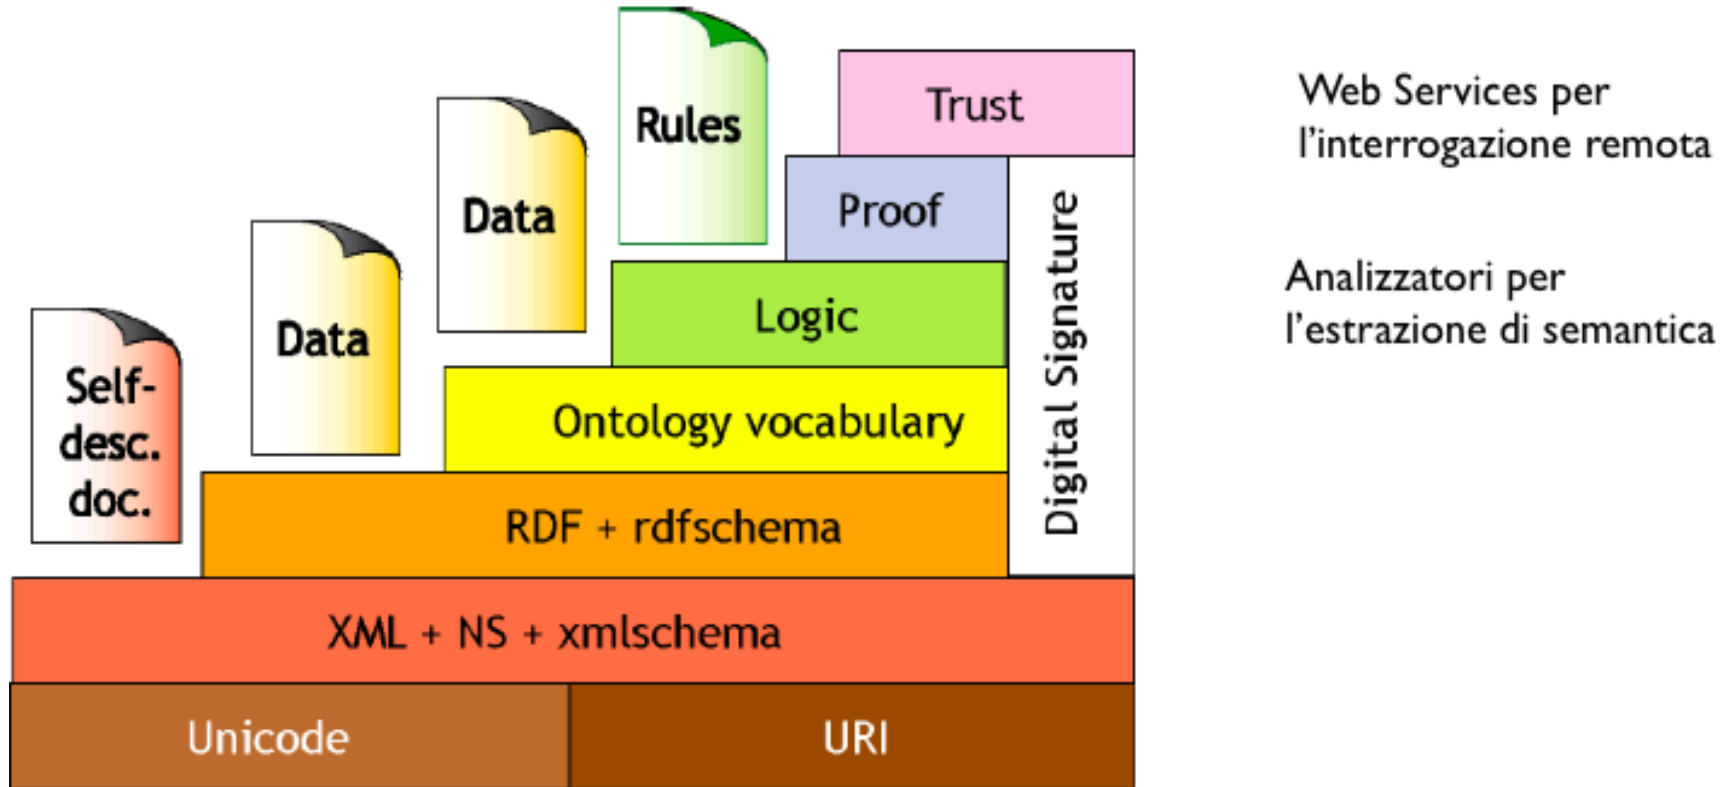 Rules
Trust
Web Services per
l'interrogazione remota
Data
Proof
Data
Logic
Digital Signature
Analizzatori per
l'estrazione di semantica
Self-
desc.
doc.
Ontology vocabulary
RDF + rdfschema
XML + NS + xmlschema
Unicode
URI